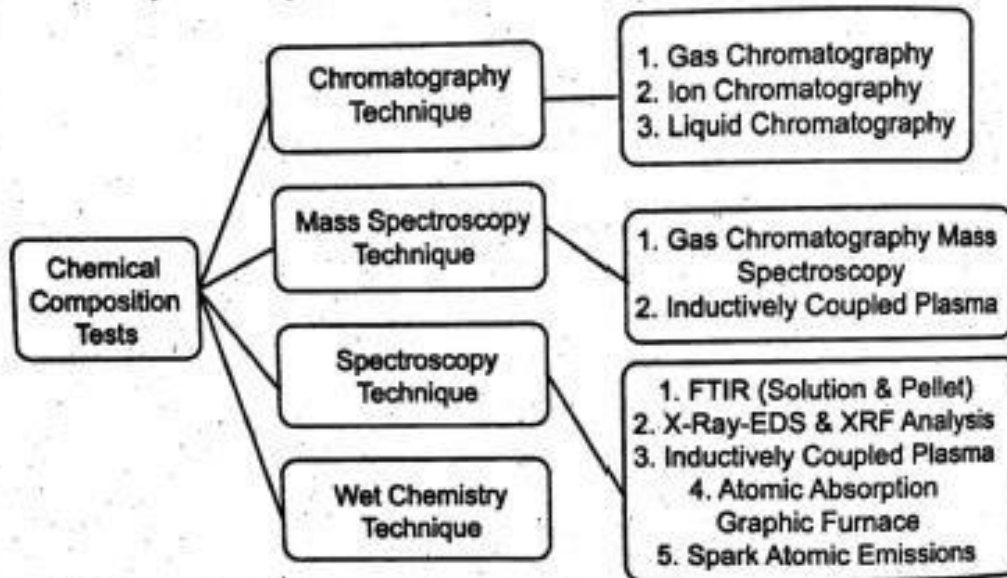 Chemical
Composition
Tests
Chromatography
Technique
1. Gas Chromatography
2. Ion Chromatography
3. Liquid Chromatography
Mass Spectroscopy
Technique
1. Gas Chromatography Mass
Spectroscopy
2. Inductively Coupled Plasma
Spectroscopy
Technique
1. FTIR (Solution & Pellet)
2. X-Ray-EDS & XRF Analysis
3. Inductively Coupled Plasma
4. Atomic Absorption
Graphic Furnace
5. Spark Atomic Emissions
Wet Chemistry
Technique